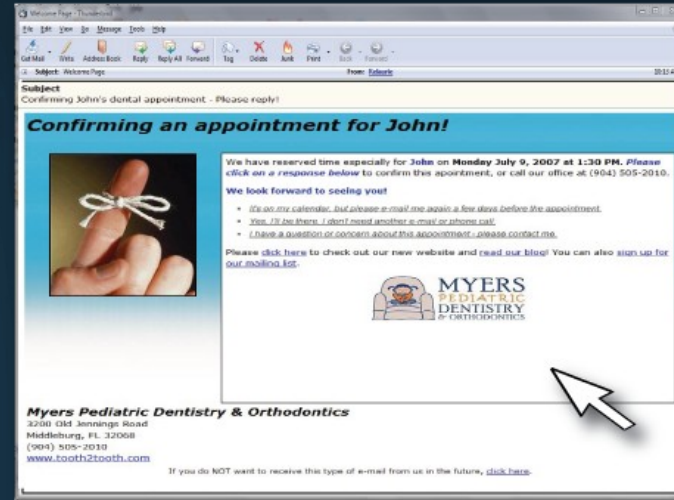 Welcome Page - Thunderbird
File Edit View Go Message Tools Help
Get Mail Write Address Book Reply Reply All Forward Tag Delete Junk Print Back Forward
Subject: Welcome Page From:
Subject
Confirming John's dental appointment - Please reply!
Confirming an appointment for John!
We have reserved time especially for John on Monday July 9, 2007 at 1:30 PM. Please
click on a response below to confirm this apointment, or call our office at (904) 505-2010.
We look forward to seeing you!
It's on my calendar, but please e-mail me again a few days before the appointment.
Yes, I'll be there, I don't need another e-mail or phone call.
I have a question or concern about this appointment - please contact me.
Please click here to check out our new website and read our blog! You can also sign up for
our mailing list.
MYERS
PEDIATRIC
DENTISTRY
& ORTHODONTICS
Myers Pediatric Dentistry & Orthodontics
3200 Old Jennings Road
Middleburg, FL 32068
(904) 505-2010
www.tooth2tooth.com
If you do NOT want to receive this type of e-mail from us in the future, click here.